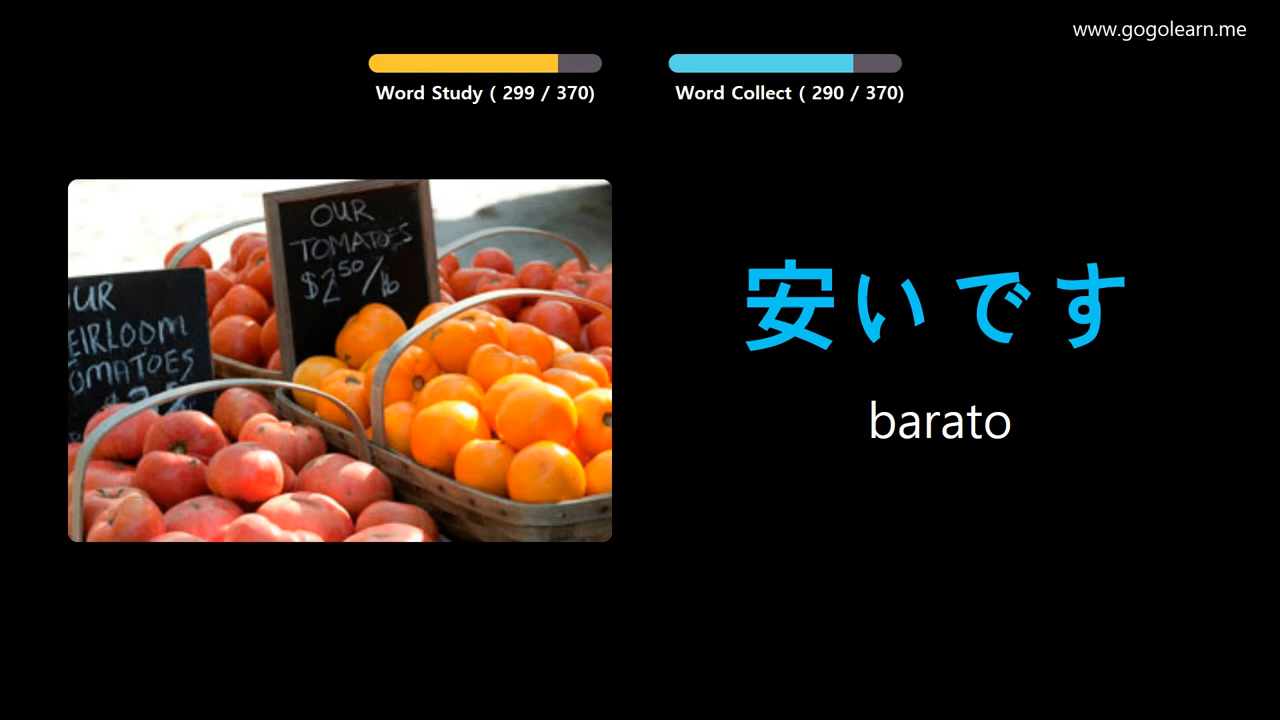 www.gogolearn.me
Word Study ( 299 / 370)
Word Collect ( 290 / 370)
OUR
TOMATOES
$2.50/lb
UR
EIRLOOM
OMATOES
安いです
barato